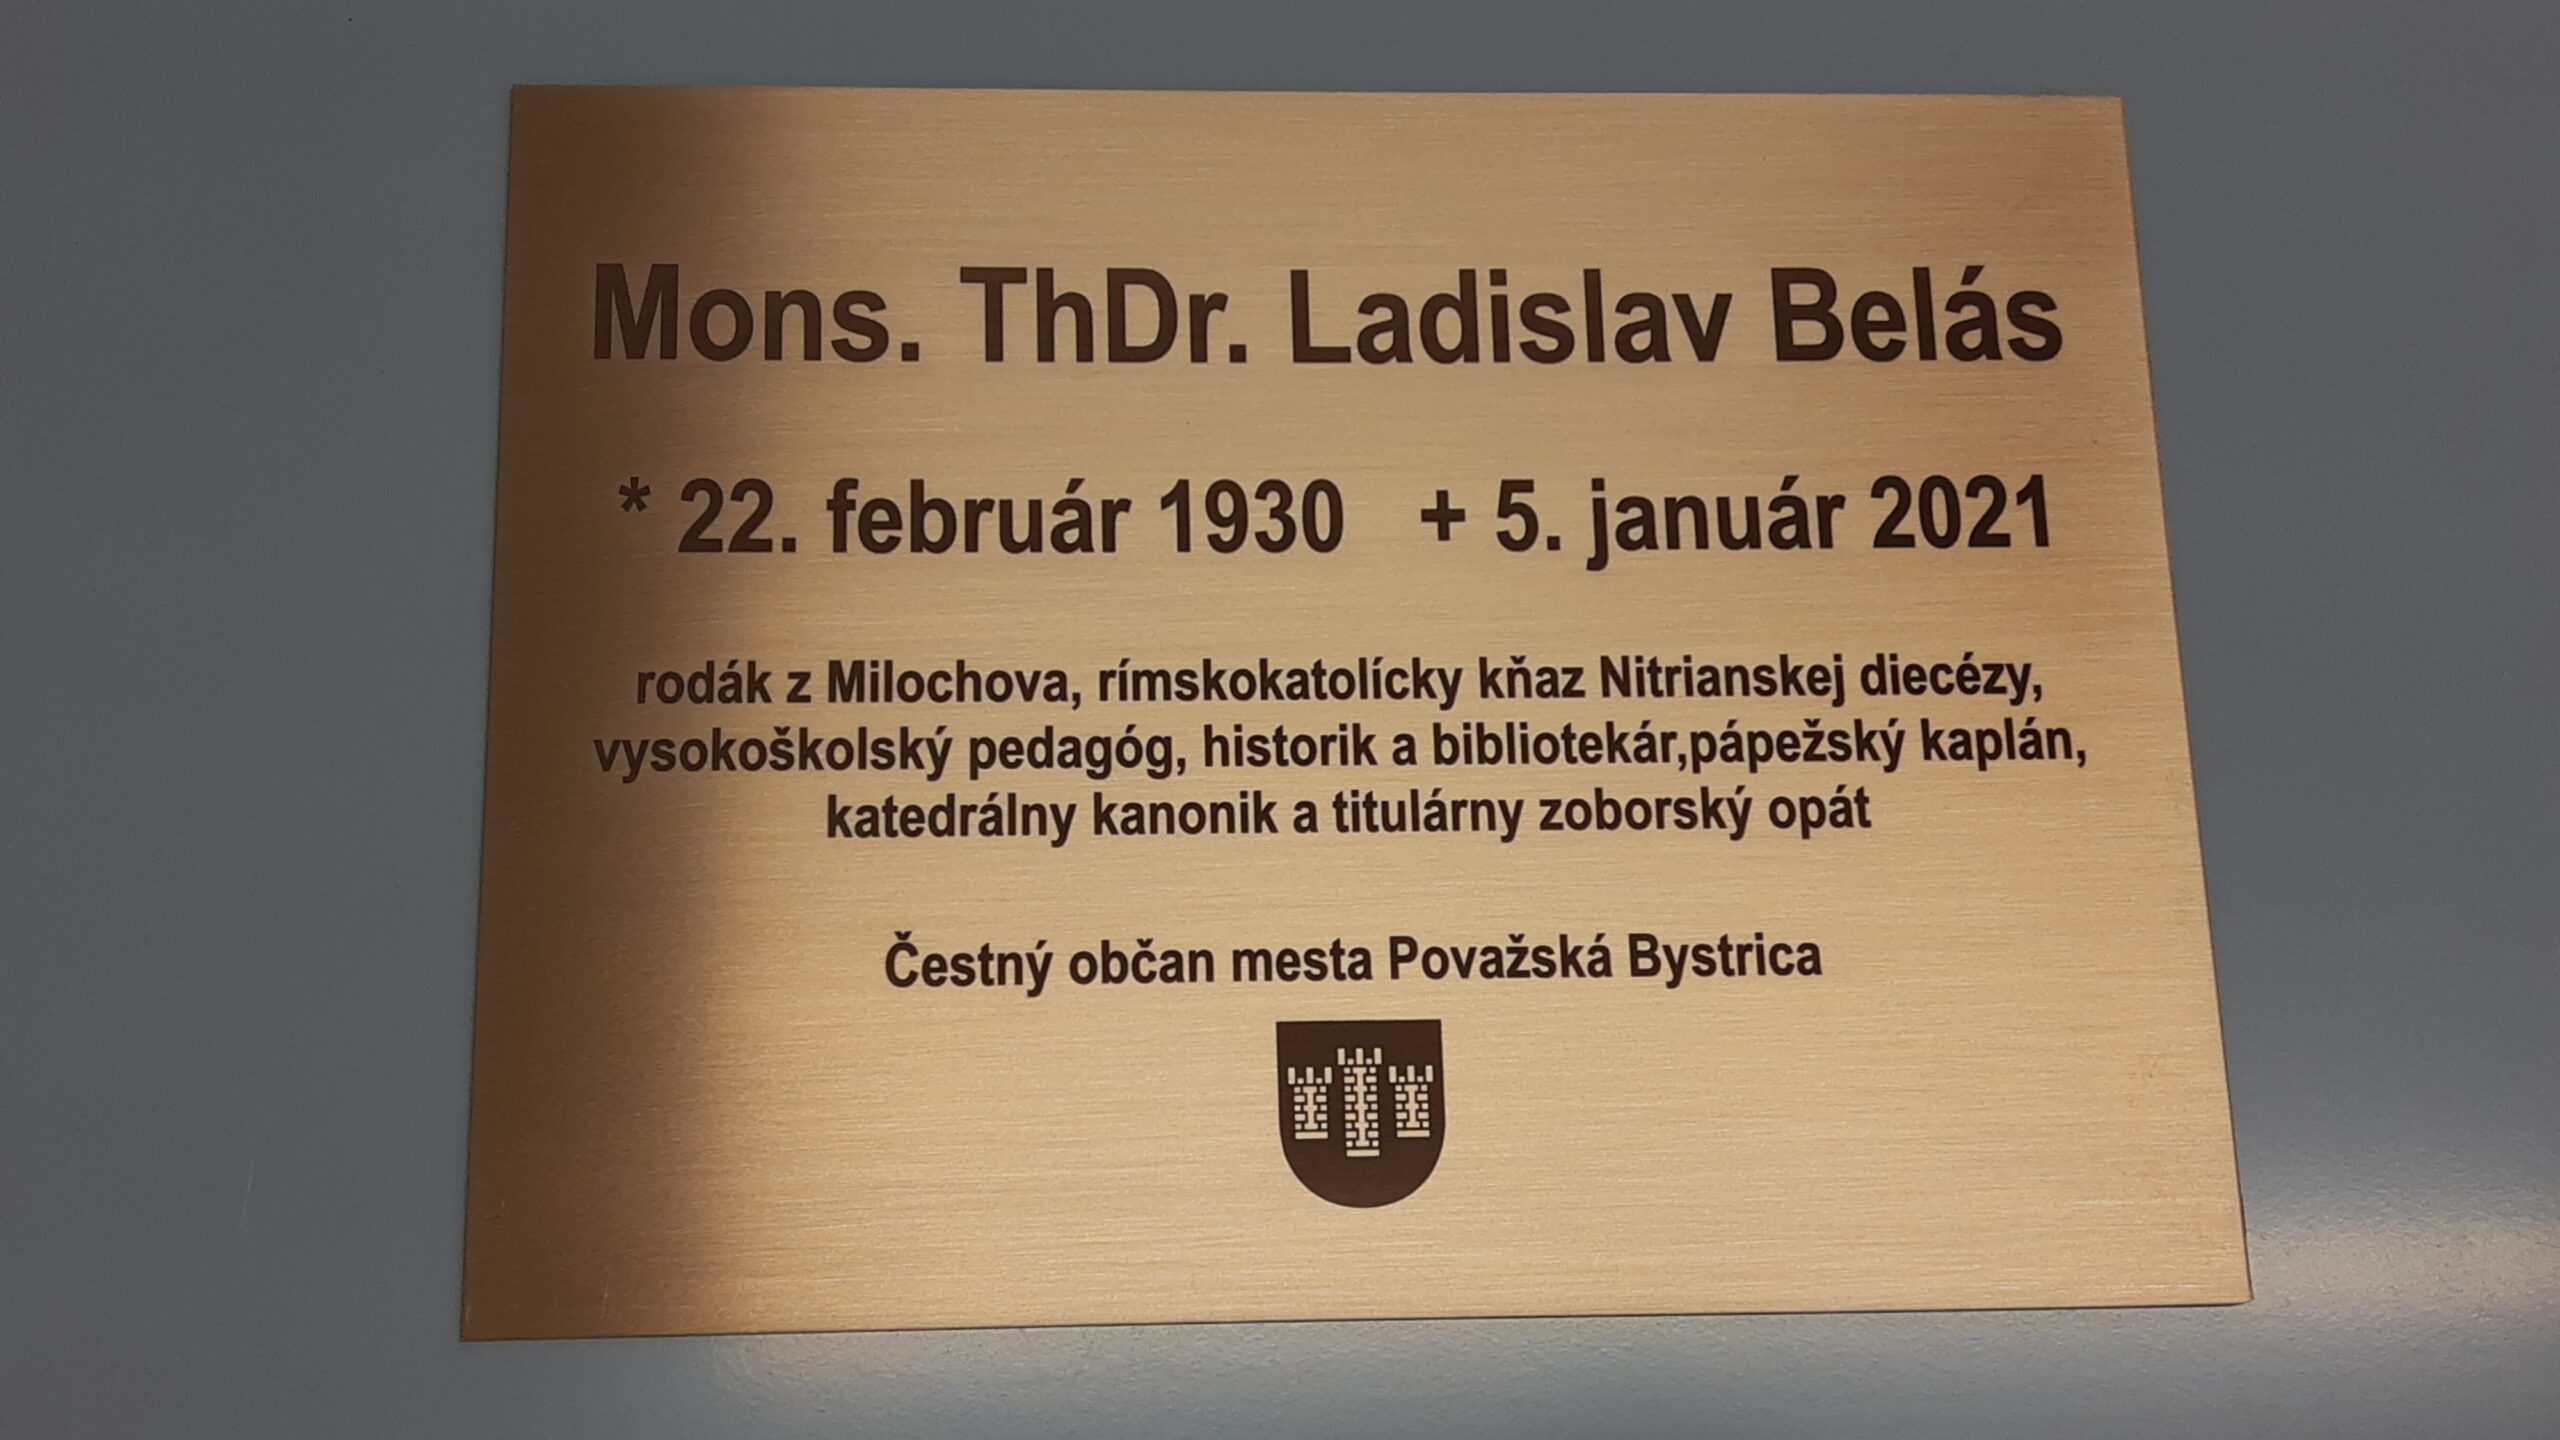 Mons. ThDr. Ladislav Belás
* 22. február 1930 + 5. január 2021
rodák z Milochova, rímskokatolícky kňaz Nitrianskej diecézy,
vysokoškolský pedagóg, historik a bibliotekár,pápežský kaplán,
katedrálny kanonik a titulárny zoborský opát
Čestný občan mesta Považská Bystrica